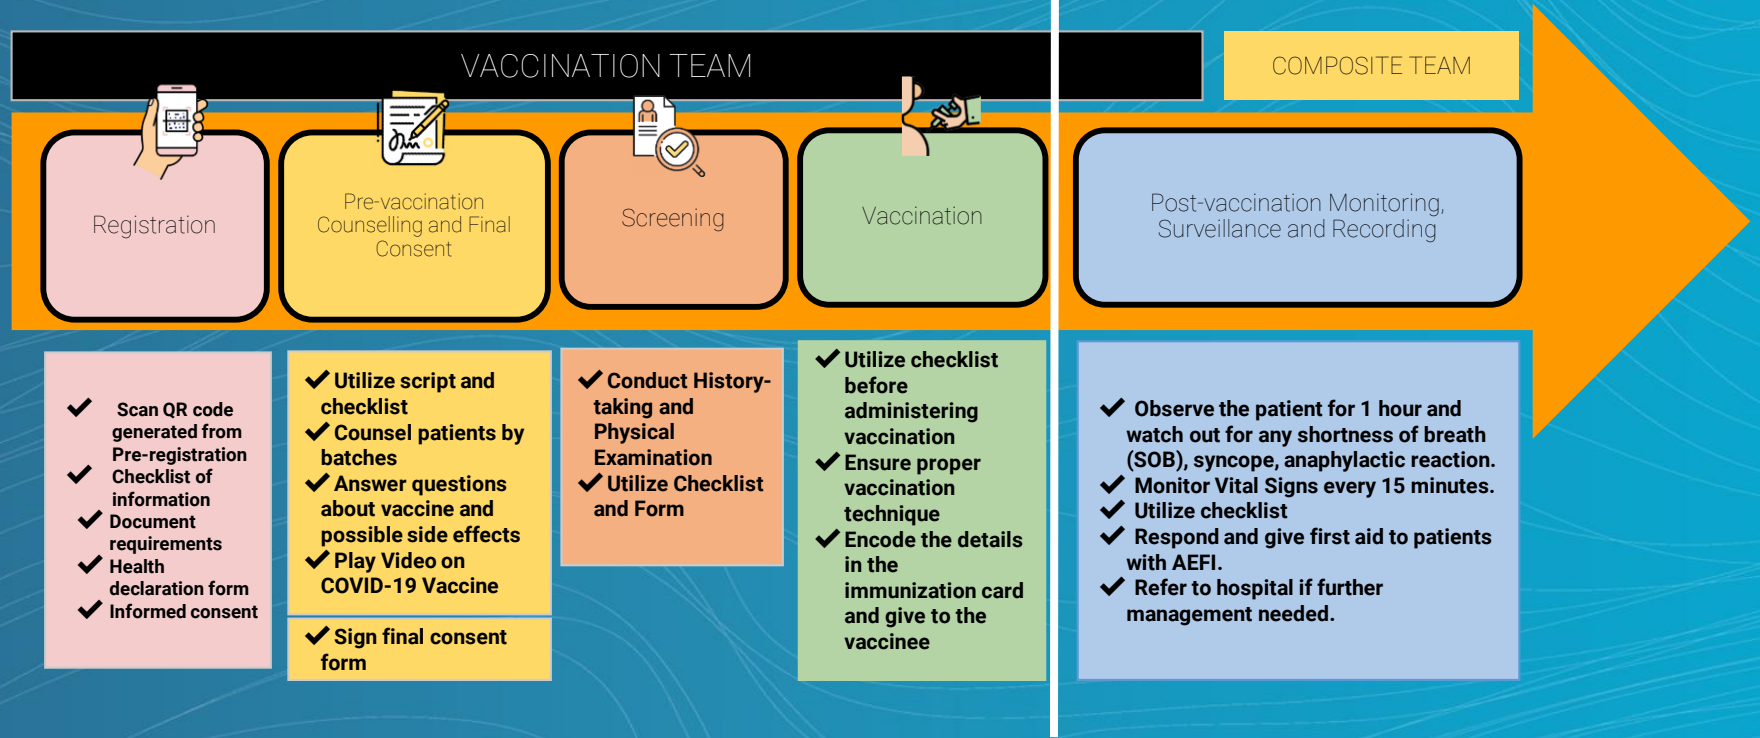 VACCINATION TEAM
COMPOSITE TEAM
Registration
Pre-vaccination
Counselling and Final
Consent
Screening
Vaccination
Post-vaccination Monitoring,
Surveillance and Recording
✔ Scan QR code
generated from
Pre-registration
✔ Checklist of
information
✔ Document
requirements
✔ Health
declaration form
✔ Informed consent
✔ Utilize script and
checklist
✔ Counsel patients by
batches
✔ Answer questions
about vaccine and
possible side effects
✔ Play Video on
COVID-19 Vaccine
✔ Sign final consent
form
✔ Conduct History-
taking and
Physical
Examination
✔ Utilize Checklist
and Form
✔ Utilize checklist
before
administering
vaccination
✔ Ensure proper
vaccination
technique
✔ Encode the details
in the
immunization card
and give to the
vaccinee
✔ Observe the patient for 1 hour and
watch out for any shortness of breath
(SOB), syncope, anaphylactic reaction.
✔ Monitor Vital Signs every 15 minutes.
✔ Utilize checklist
✔ Respond and give first aid to patients
with AEFI.
✔ Refer to hospital if further
management needed.